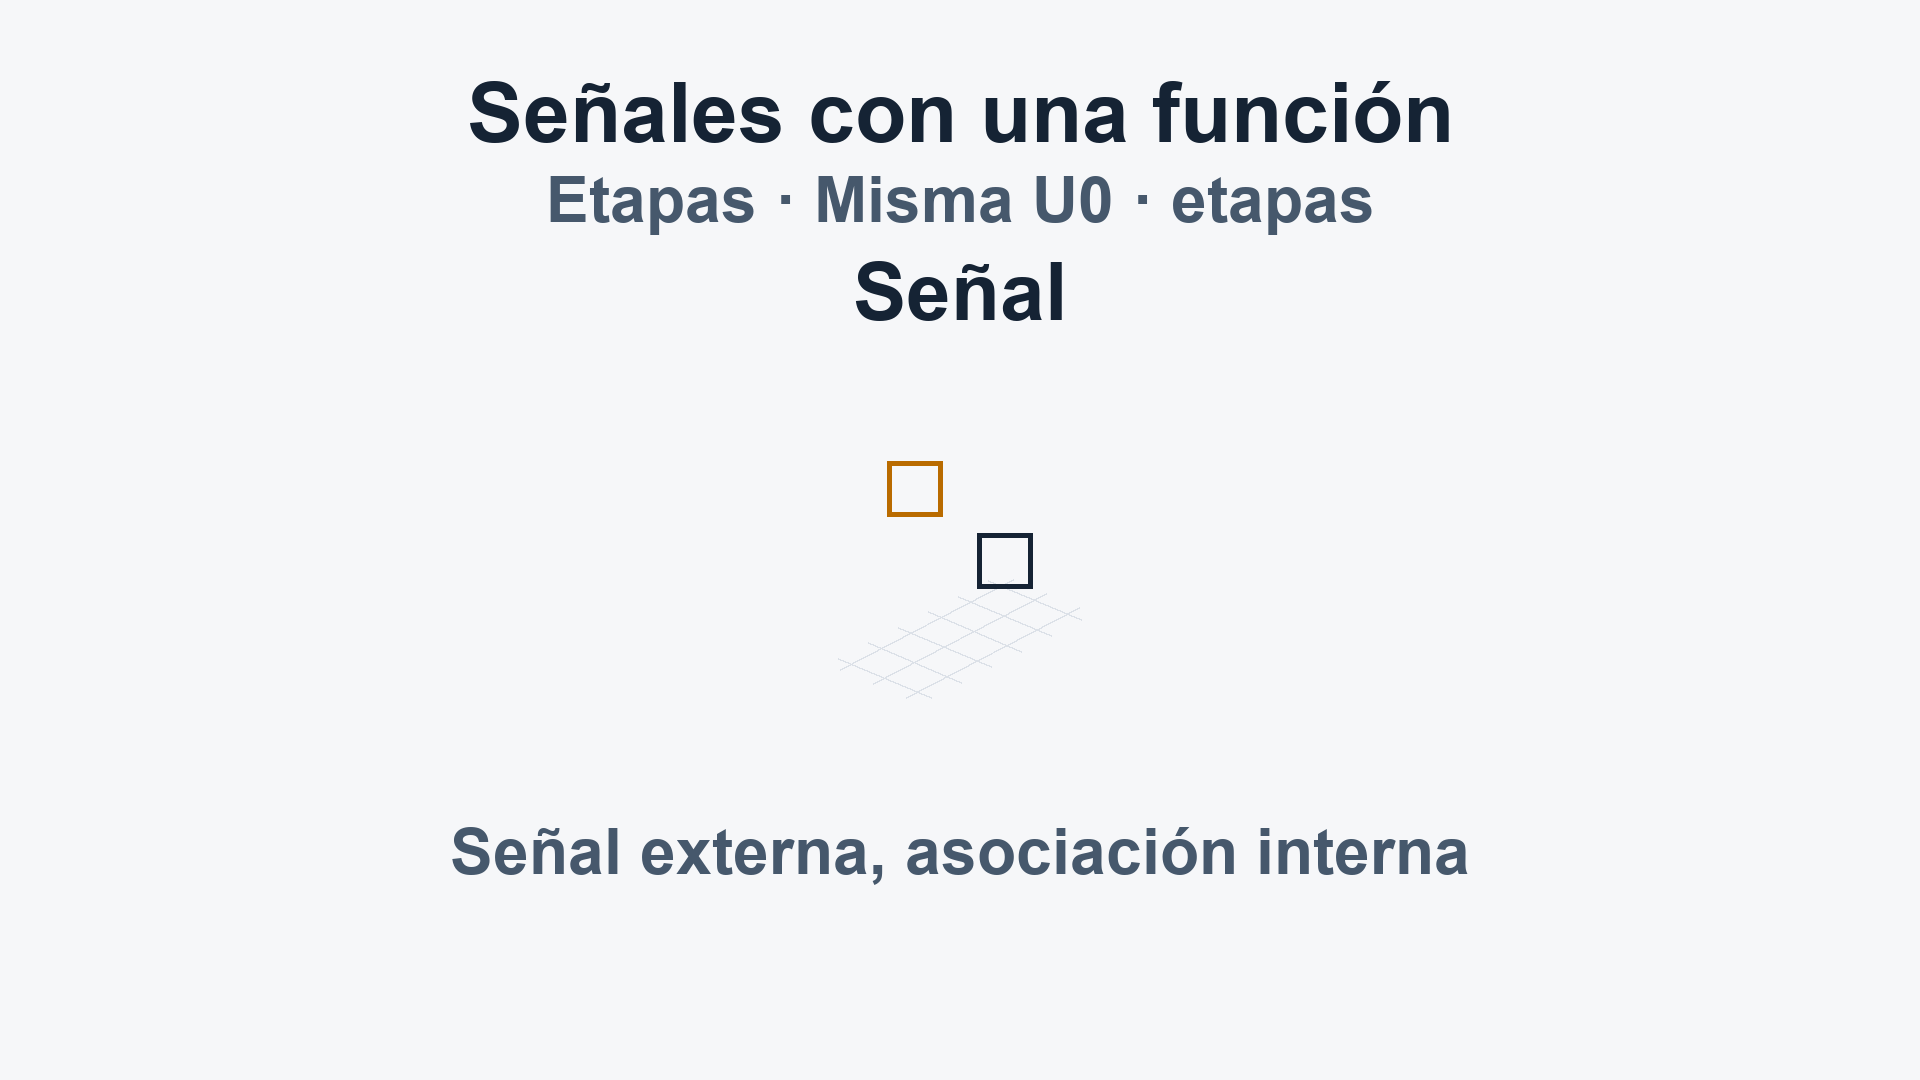 Señales con una función
Etapas · Misma U0 · etapas
Señal
Señal externa, asociación interna